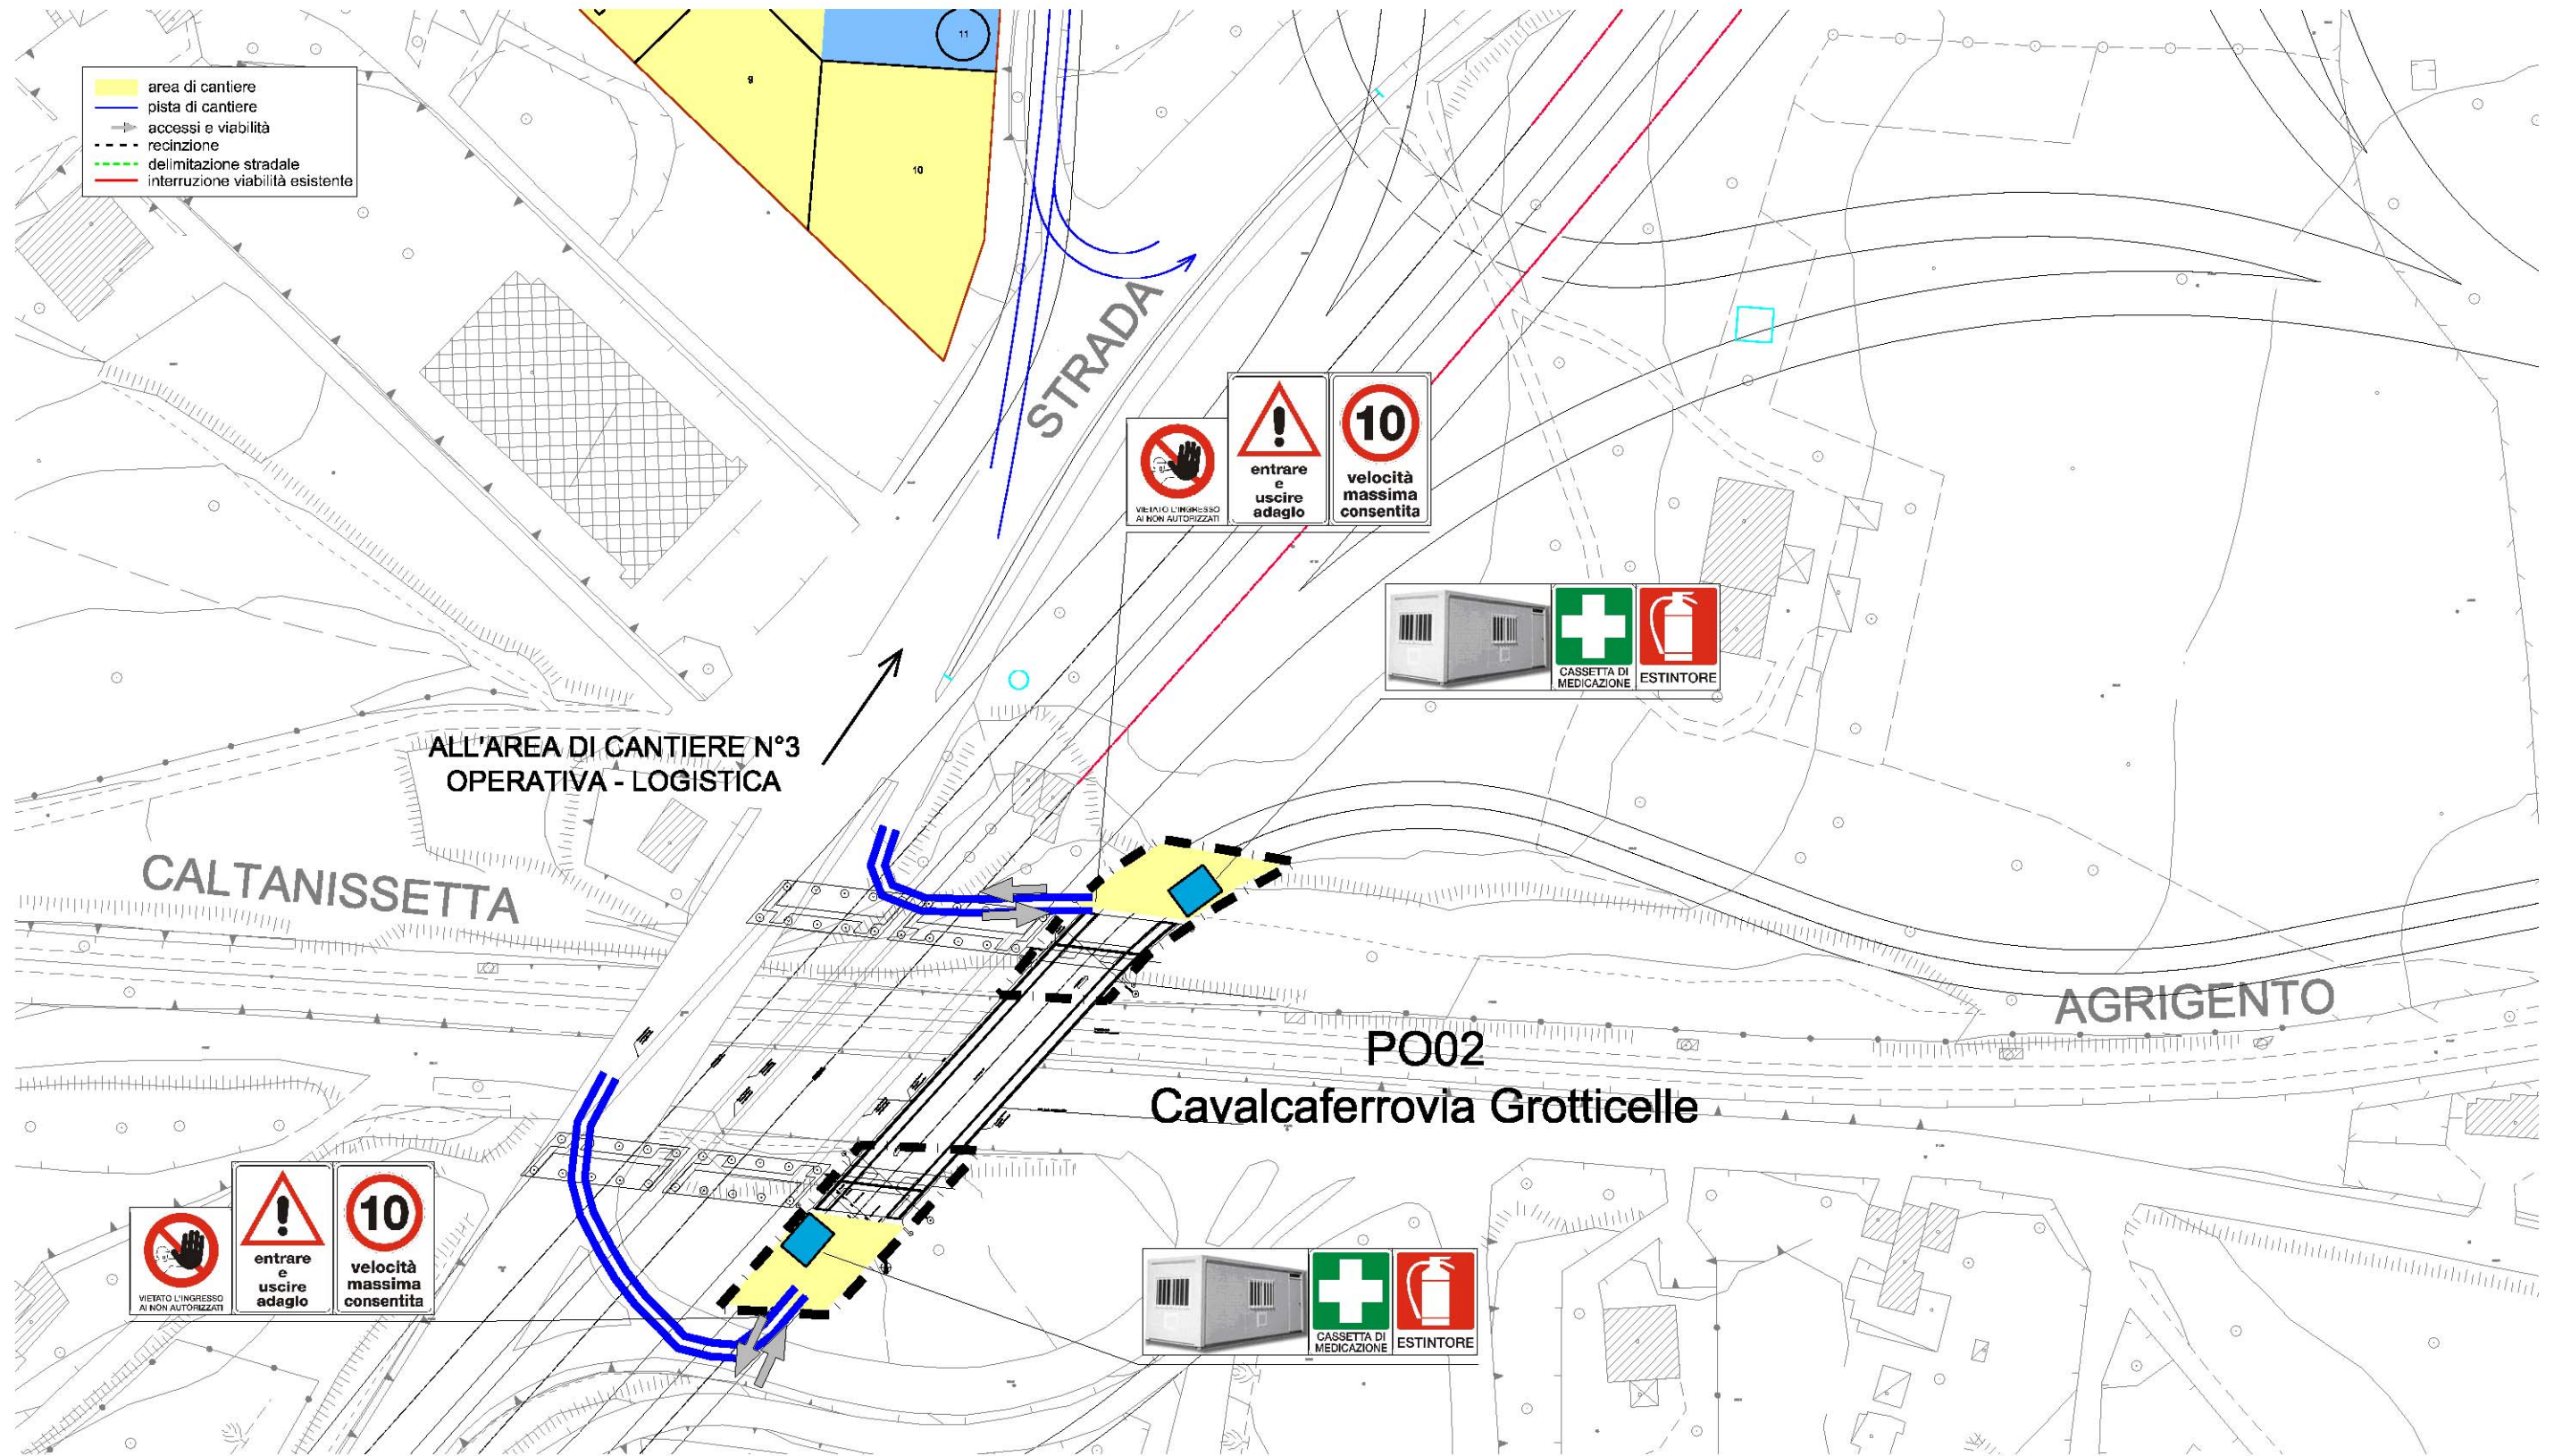 11
9
10
area di cantiere
pista di cantiere
accessi e viabilità
recinzione
delimitazione stradale
interruzione viabilità esistente
STRADA
VIETATO L'INGRESSO
AI NON AUTORIZZATI
entrare
e
uscire
adagio
10
velocità
massima
consentita
CASSETTA DI
MEDICAZIONE
ESTINTORE
ALL'AREA DI CANTIERE N°3
OPERATIVA - LOGISTICA
CALTANISSETTA
AGRIGENTO
PO02
Cavalcaferrovia Grotticelle
VIETATO L'INGRESSO
AI NON AUTORIZZATI
entrare
e
uscire
adagio
10
velocità
massima
consentita
CASSETTA DI
MEDICAZIONE
ESTINTORE